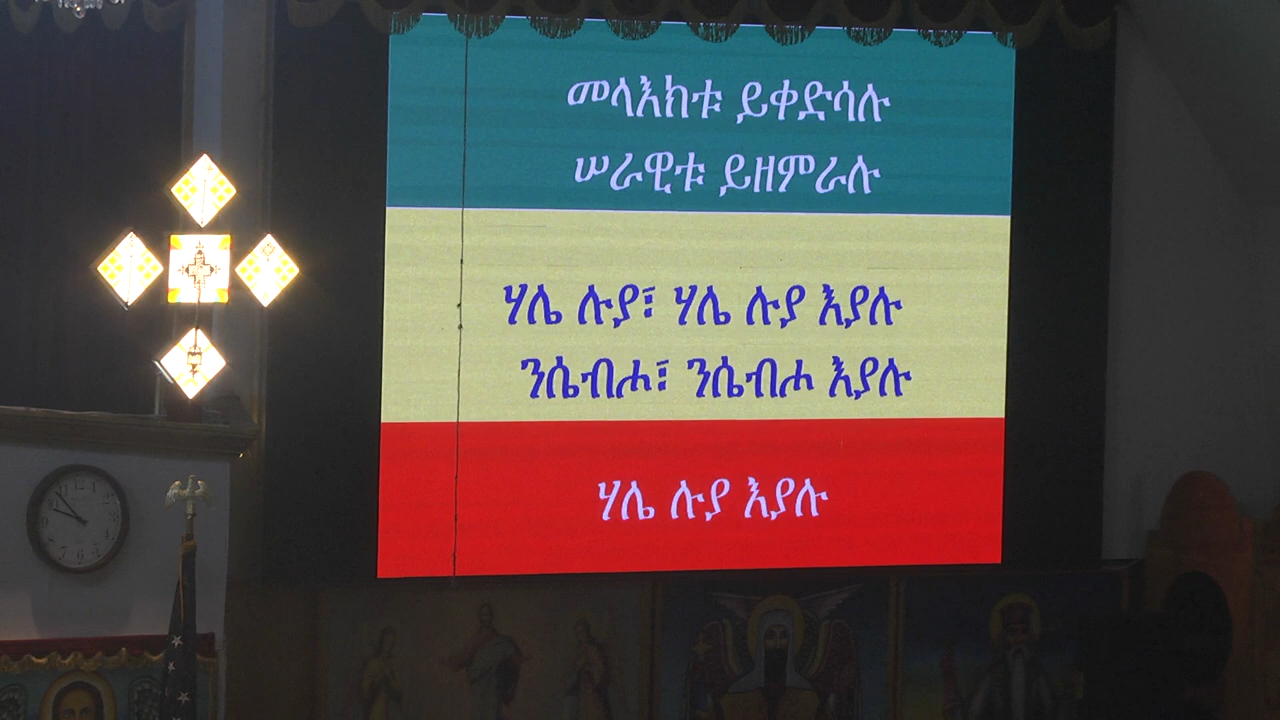 መላእክቱ ይቀድሳሉ
ሠራዊቱ ይዘምራሉ
ሃሌ ሉያ፣ ሃሌ ሉያ እያሉ
ንሴብሖ፣ ንሴብሖ እያሉ
ሃሌ ሉያ እያሉ